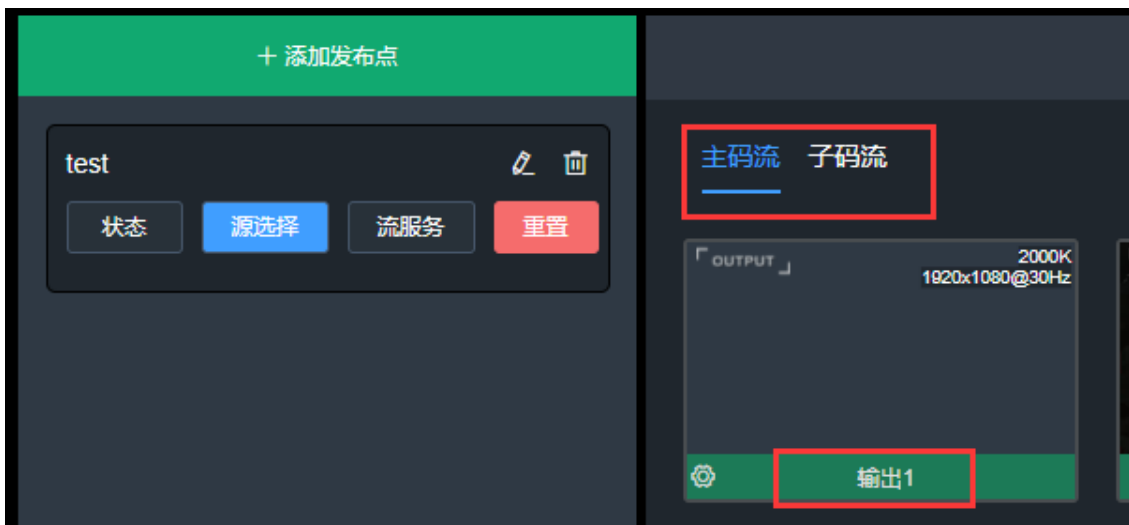 ＋ 添加发布点
test
状态 源选择 流服务 重置
主码流 子码流
OUTPUT
2000K
1920x1080@30Hz
输出1